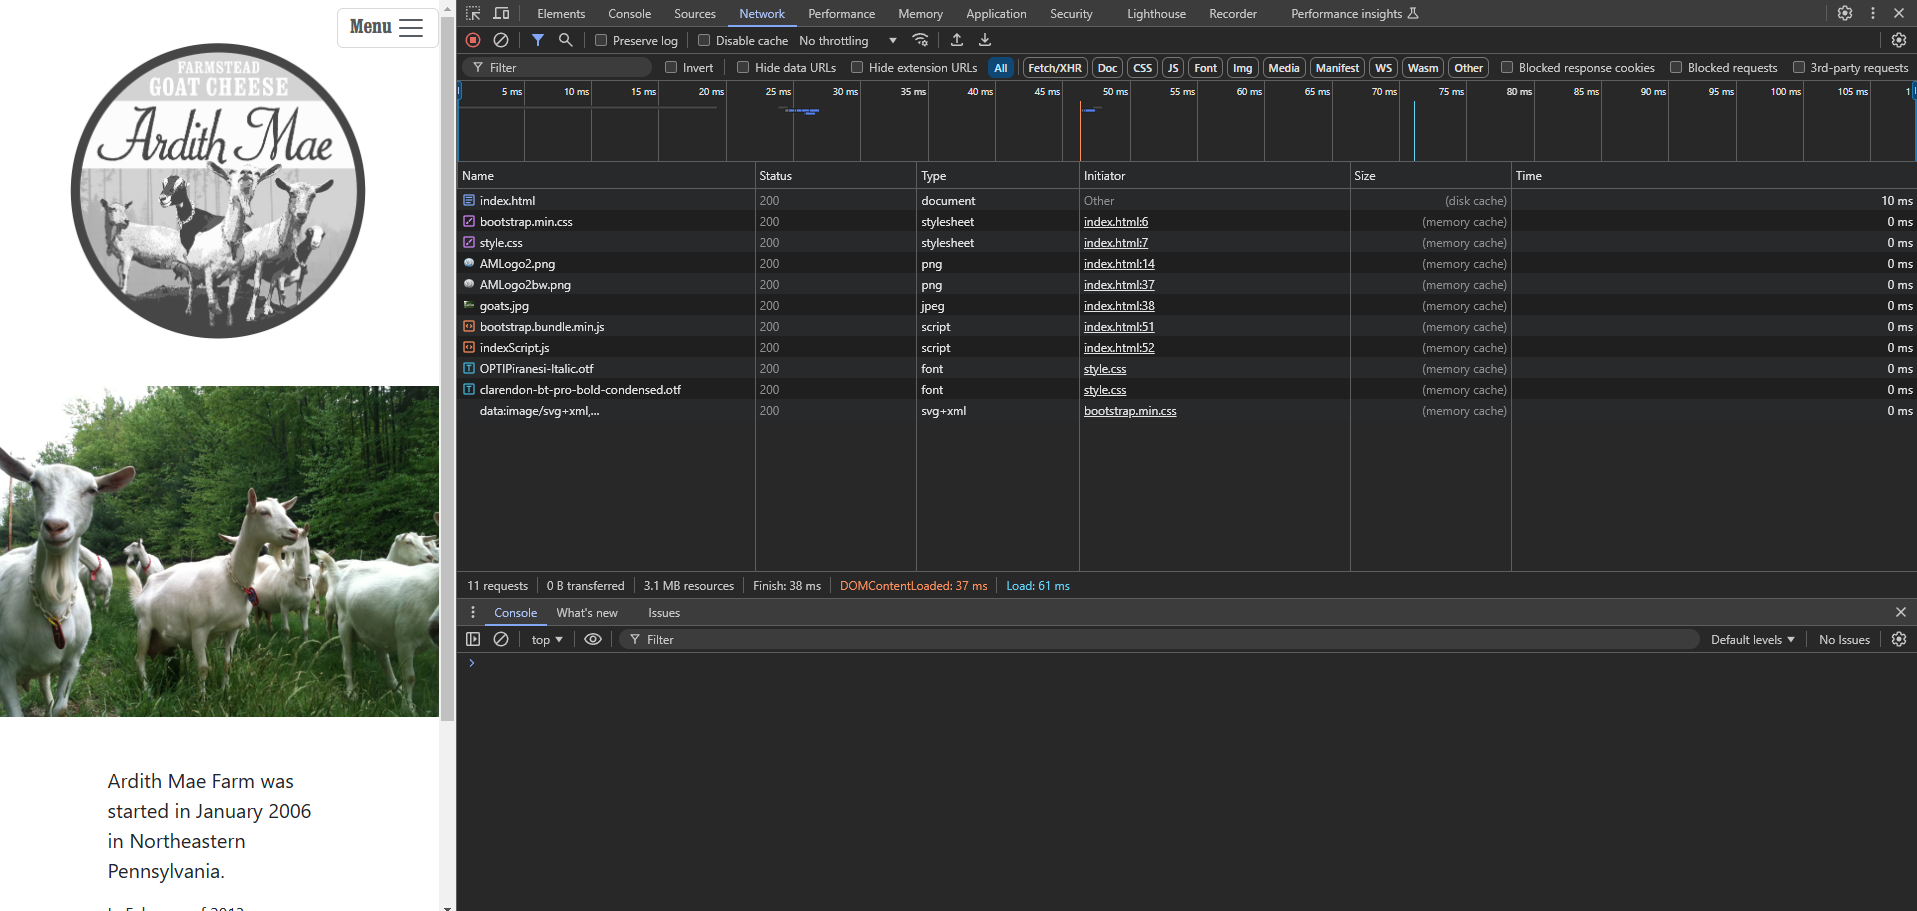 Menu
FARMSTEAD
GOAT CHEESE
Ardith Mae
Ardith Mae Farm was
started in January 2006
in Northeastern
Pennsylvania.
Elements Console Sources Network Performance Memory Application Security Lighthouse Recorder Performance insights
Preserve log Disable cache No throttling
Filter Invert Hide data URLs Hide extension URLs All Fetch/XHR Doc CSS JS Font Img Media Manifest WS Wasm Other Blocked response cookies Blocked requests 3rd-party requests
5 ms 10 ms 15 ms 20 ms 25 ms 30 ms 35 ms 40 ms 45 ms 50 ms 55 ms 60 ms 65 ms 70 ms 75 ms 80 ms 85 ms 90 ms 95 ms 100 ms 105 ms 1
Name Status Type Initiator Size Time
index.html 200 document Other (disk cache) 10 ms
bootstrap.min.css 200 stylesheet index.html:6 (memory cache) 0 ms
style.css 200 stylesheet index.html:7 (memory cache) 0 ms
AMLogo2.png 200 png index.html:14 (memory cache) 0 ms
AMLogo2bw.png 200 png index.html:37 (memory cache) 0 ms
goats.jpg 200 jpeg index.html:38 (memory cache) 0 ms
bootstrap.bundle.min.js 200 script index.html:51 (memory cache) 0 ms
indexScript.js 200 script index.html:52 (memory cache) 0 ms
OPTIPiranesi-Italic.otf 200 font style.css (memory cache) 0 ms
clarendon-bt-pro-bold-condensed.otf 200 font style.css (memory cache) 0 ms
data:image/svg+xml,... 200 svg+xml bootstrap.min.css (memory cache) 0 ms
11 requests 0 B transferred 3.1 MB resources Finish: 38 ms DOMContentLoaded: 37 ms Load: 61 ms
Console What's new Issues
top Filter Default levels No Issues